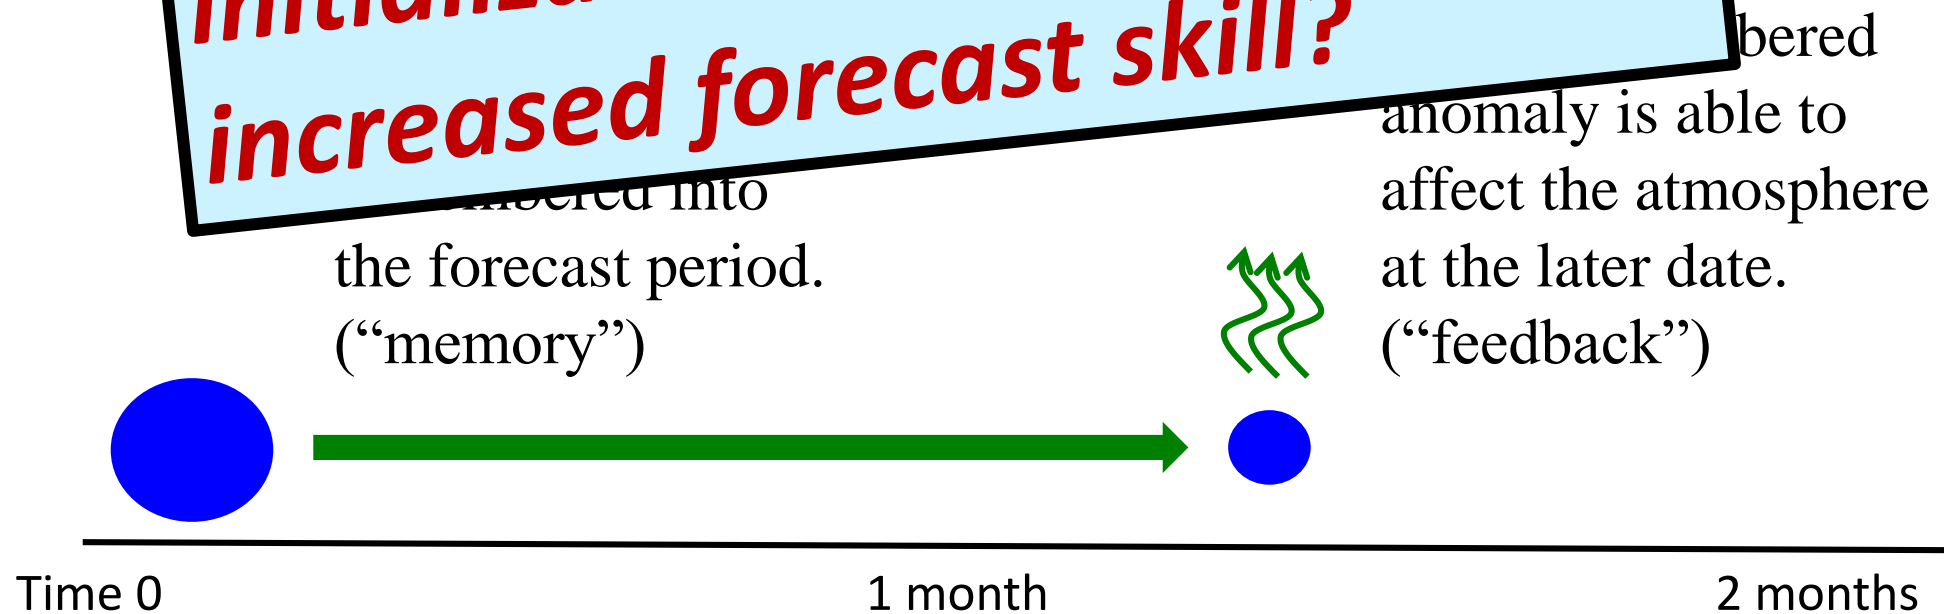 increased forecast skill?
bered
anomaly is able to
affect the atmosphere
at the later date.
("feedback")
into
the forecast period.
("memory")
Time 0
1 month
2 months